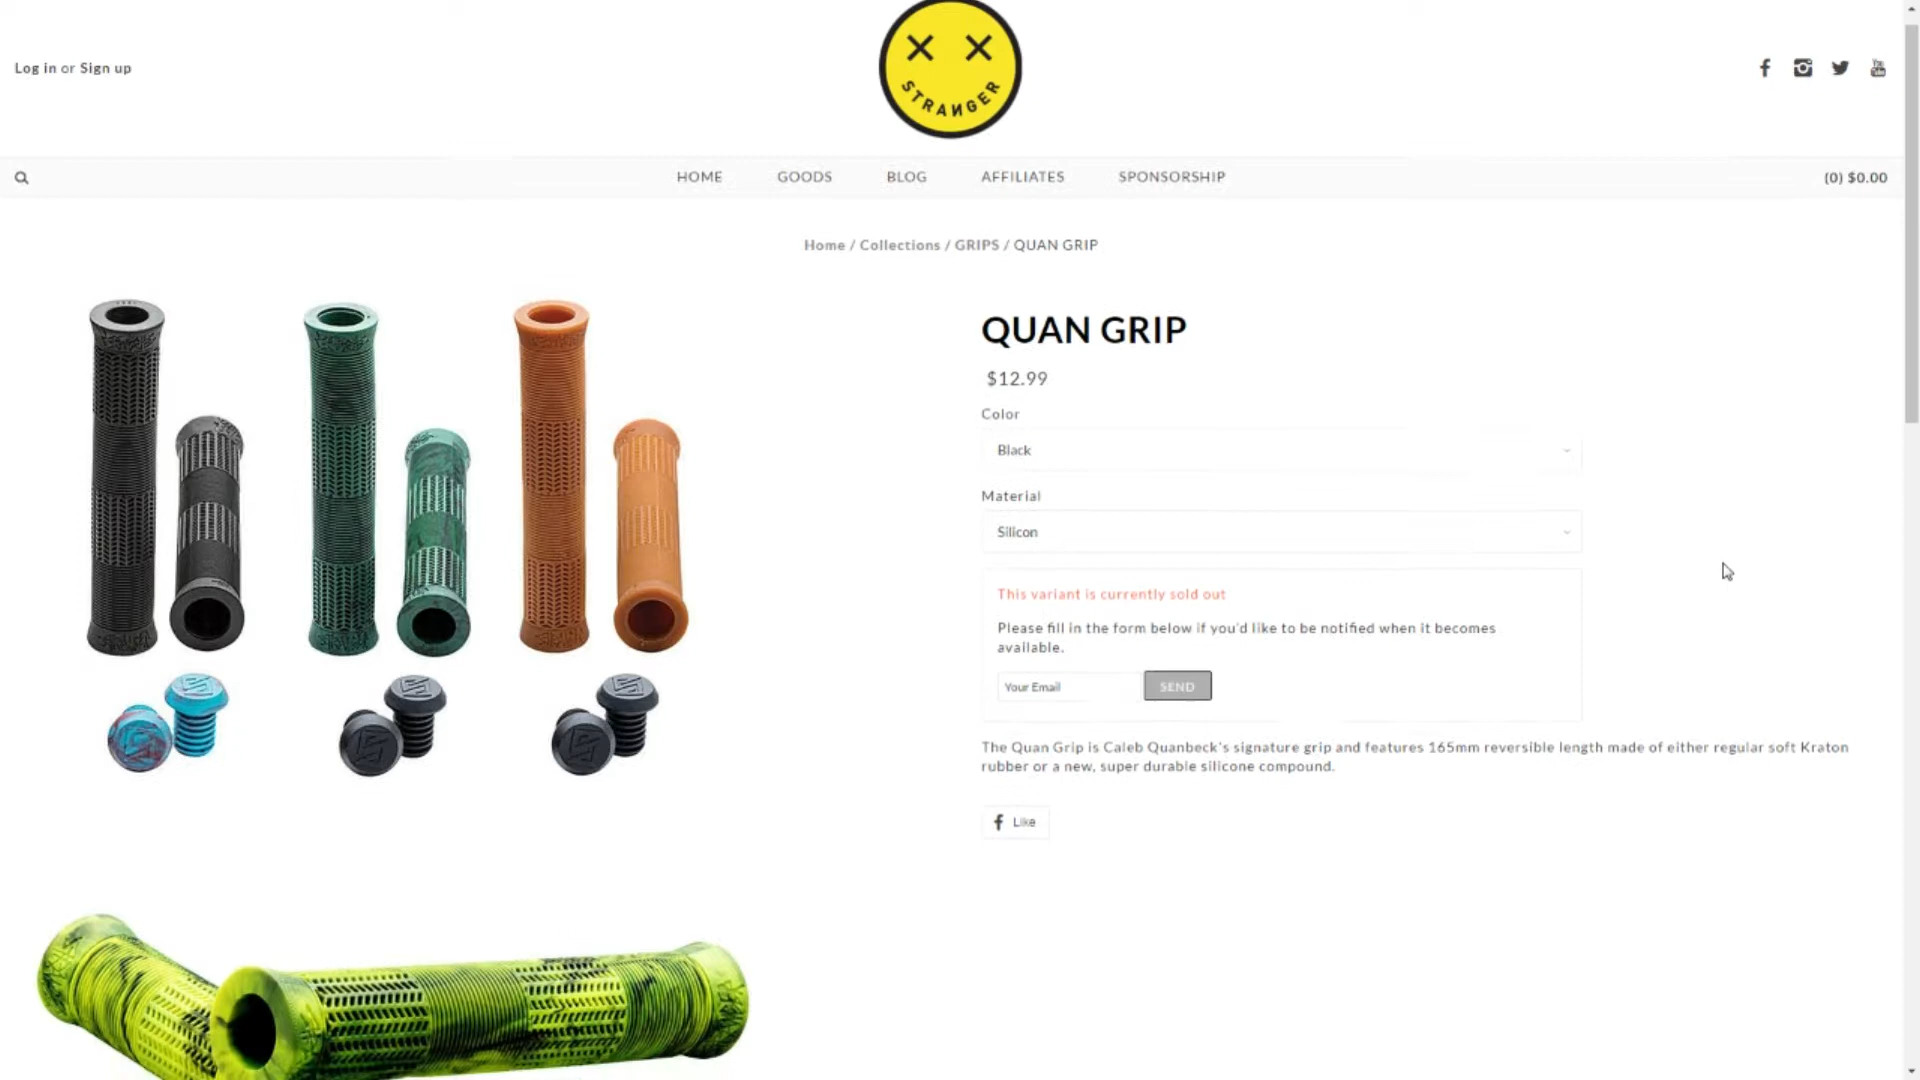 Log in or Sign up
STRANGER
HOME GOODS BLOG AFFILIATES SPONSORSHIP
(0) $0.00
Home / Collections / GRIPS / QUAN GRIP
QUAN GRIP
$12.99
Color
Black
Material
Silicon
This variant is currently sold out
Please fill in the form below if you'd like to be notified when it becomes
available.
Your Email SEND
The Quan Grip is Caleb Quanbeck's signature grip and features 165mm reversible length made of either regular soft Kraton
rubber or a new, super durable silicone compound.
Like